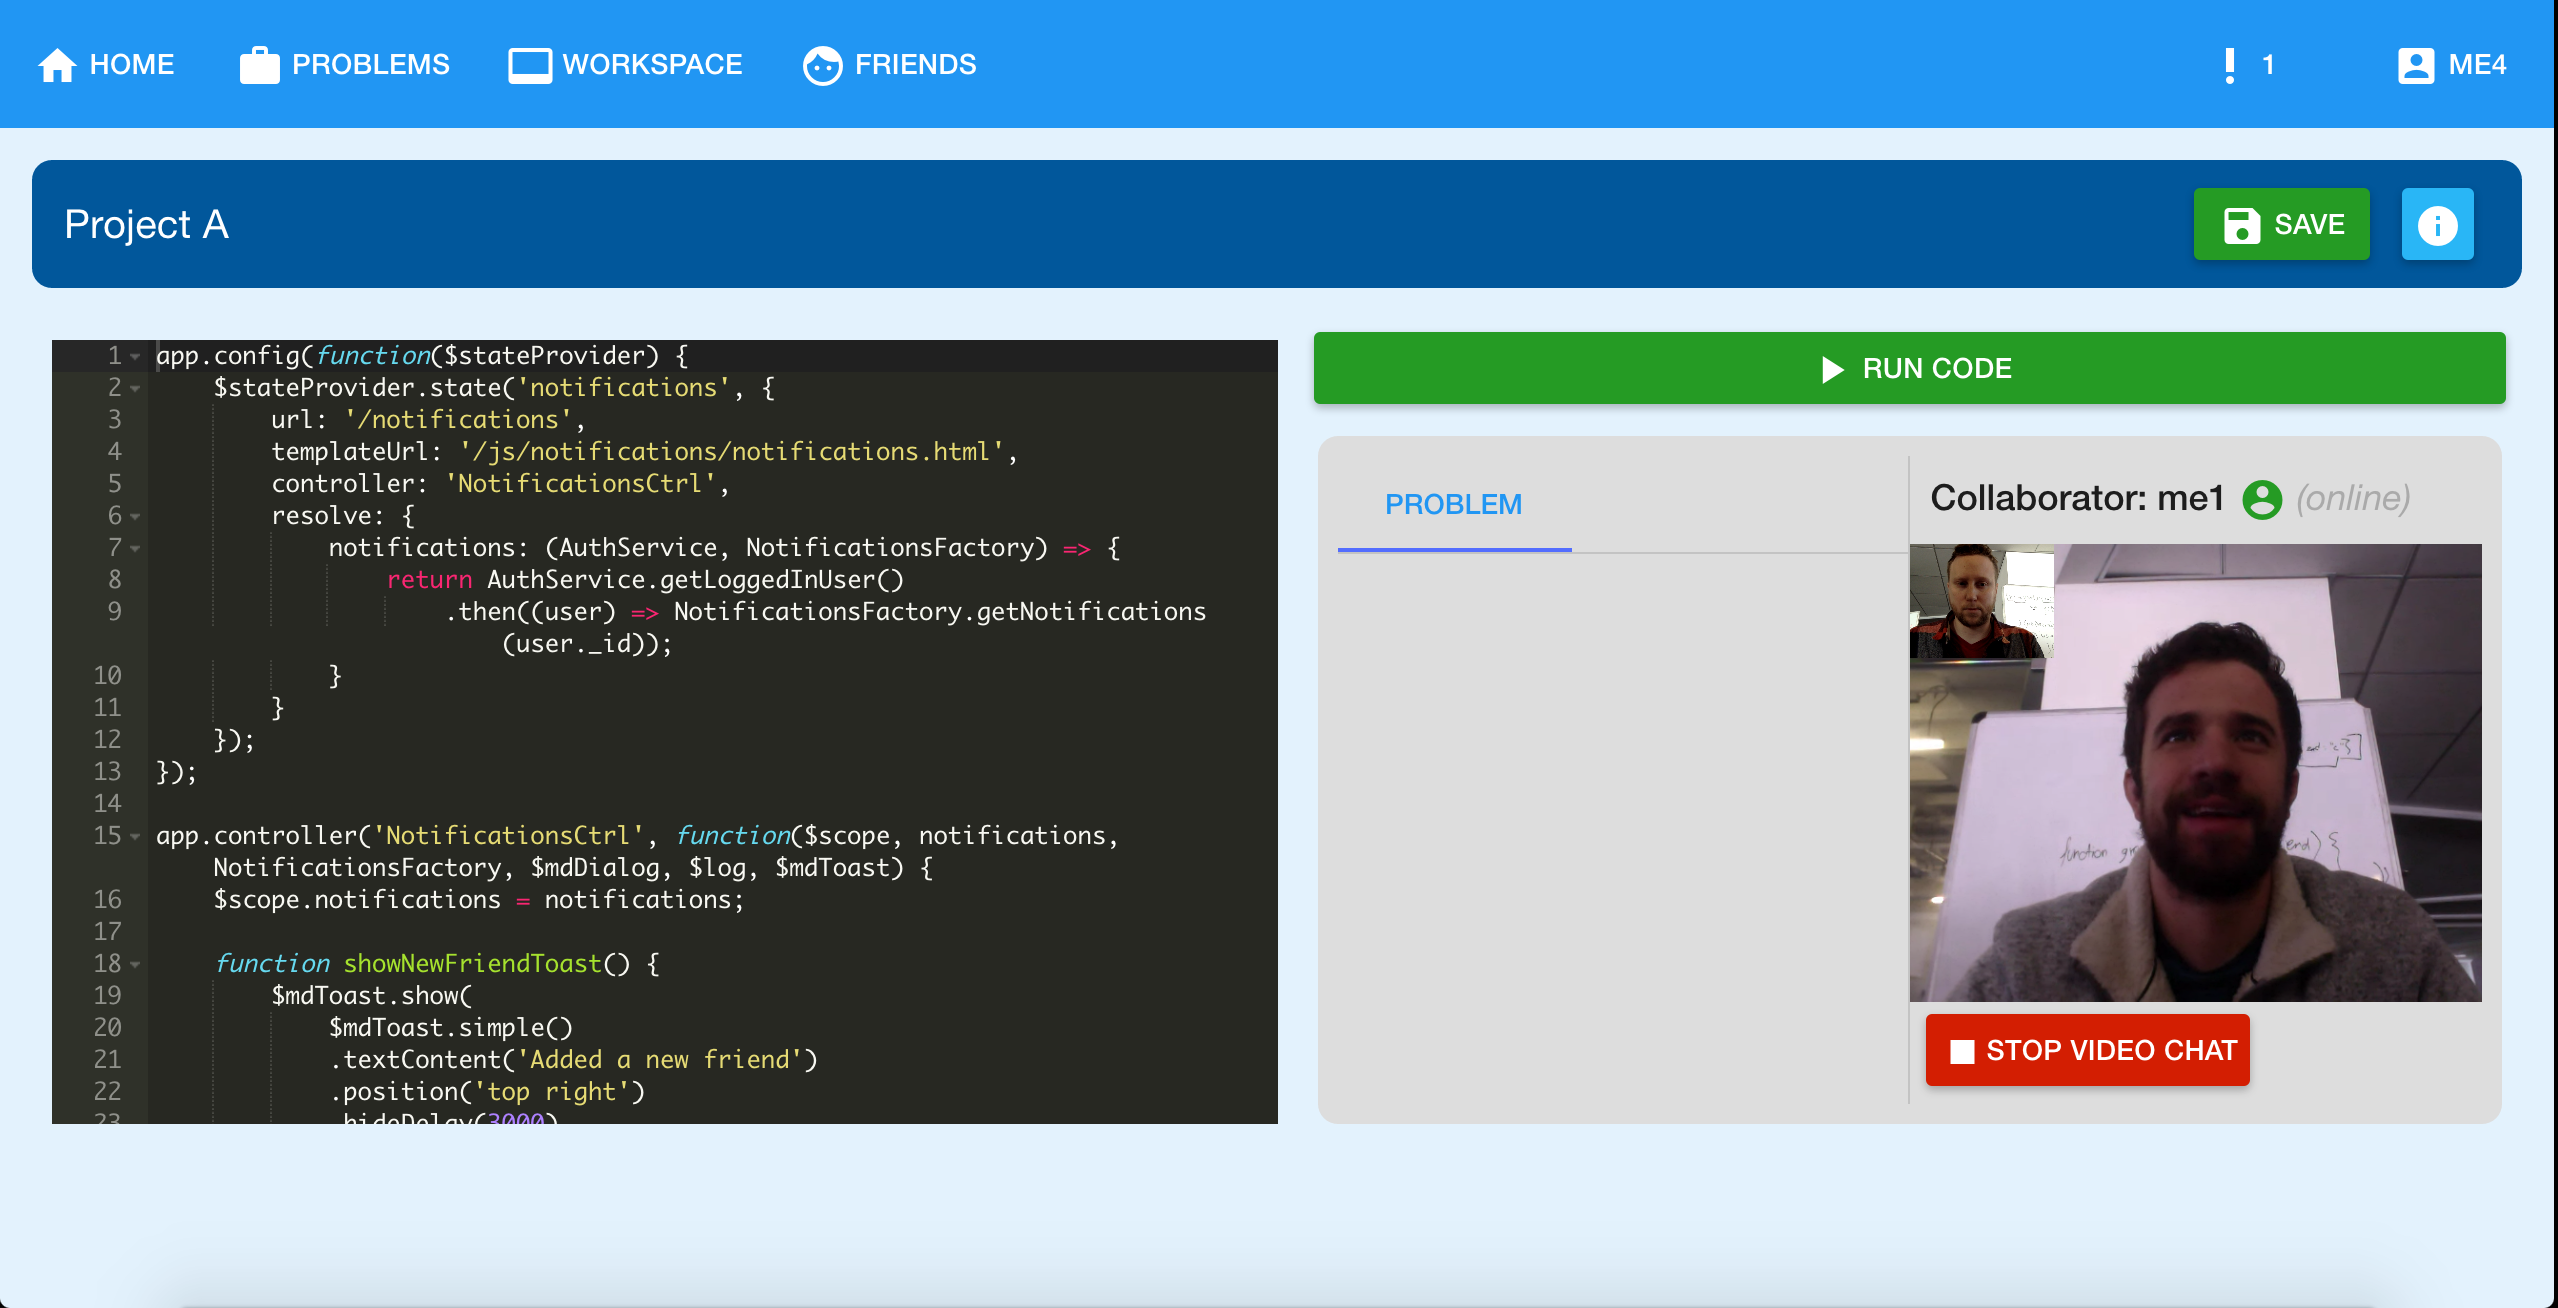 HOME PROBLEMS WORKSPACE FRIENDS 1 ME4
Project A SAVE
1 app.config(function($stateProvider) {
2 $stateProvider.state('notifications', {
3 url: '/notifications',
4 templateUrl: '/js/notifications/notifications.html',
5 controller: 'NotificationsCtrl',
6 resolve: {
7 notifications: (AuthService, NotificationsFactory) => {
8 return AuthService.getLoggedInUser()
9 .then((user) => NotificationsFactory.getNotifications
(user._id));
10 }
11 }
12 });
13 });
14
15 app.controller('NotificationsCtrl', function($scope, notifications,
NotificationsFactory, $mdDialog, $log, $mdToast) {
16 $scope.notifications = notifications;
17
18 function showNewFriendToast() {
19 $mdToast.show(
20 $mdToast.simple()
21 .textContent('Added a new friend')
22 .position('top right')
23 .hideDelay(3000)
RUN CODE
PROBLEM
Collaborator: me1 (online)
function
end) {
STOP VIDEO CHAT